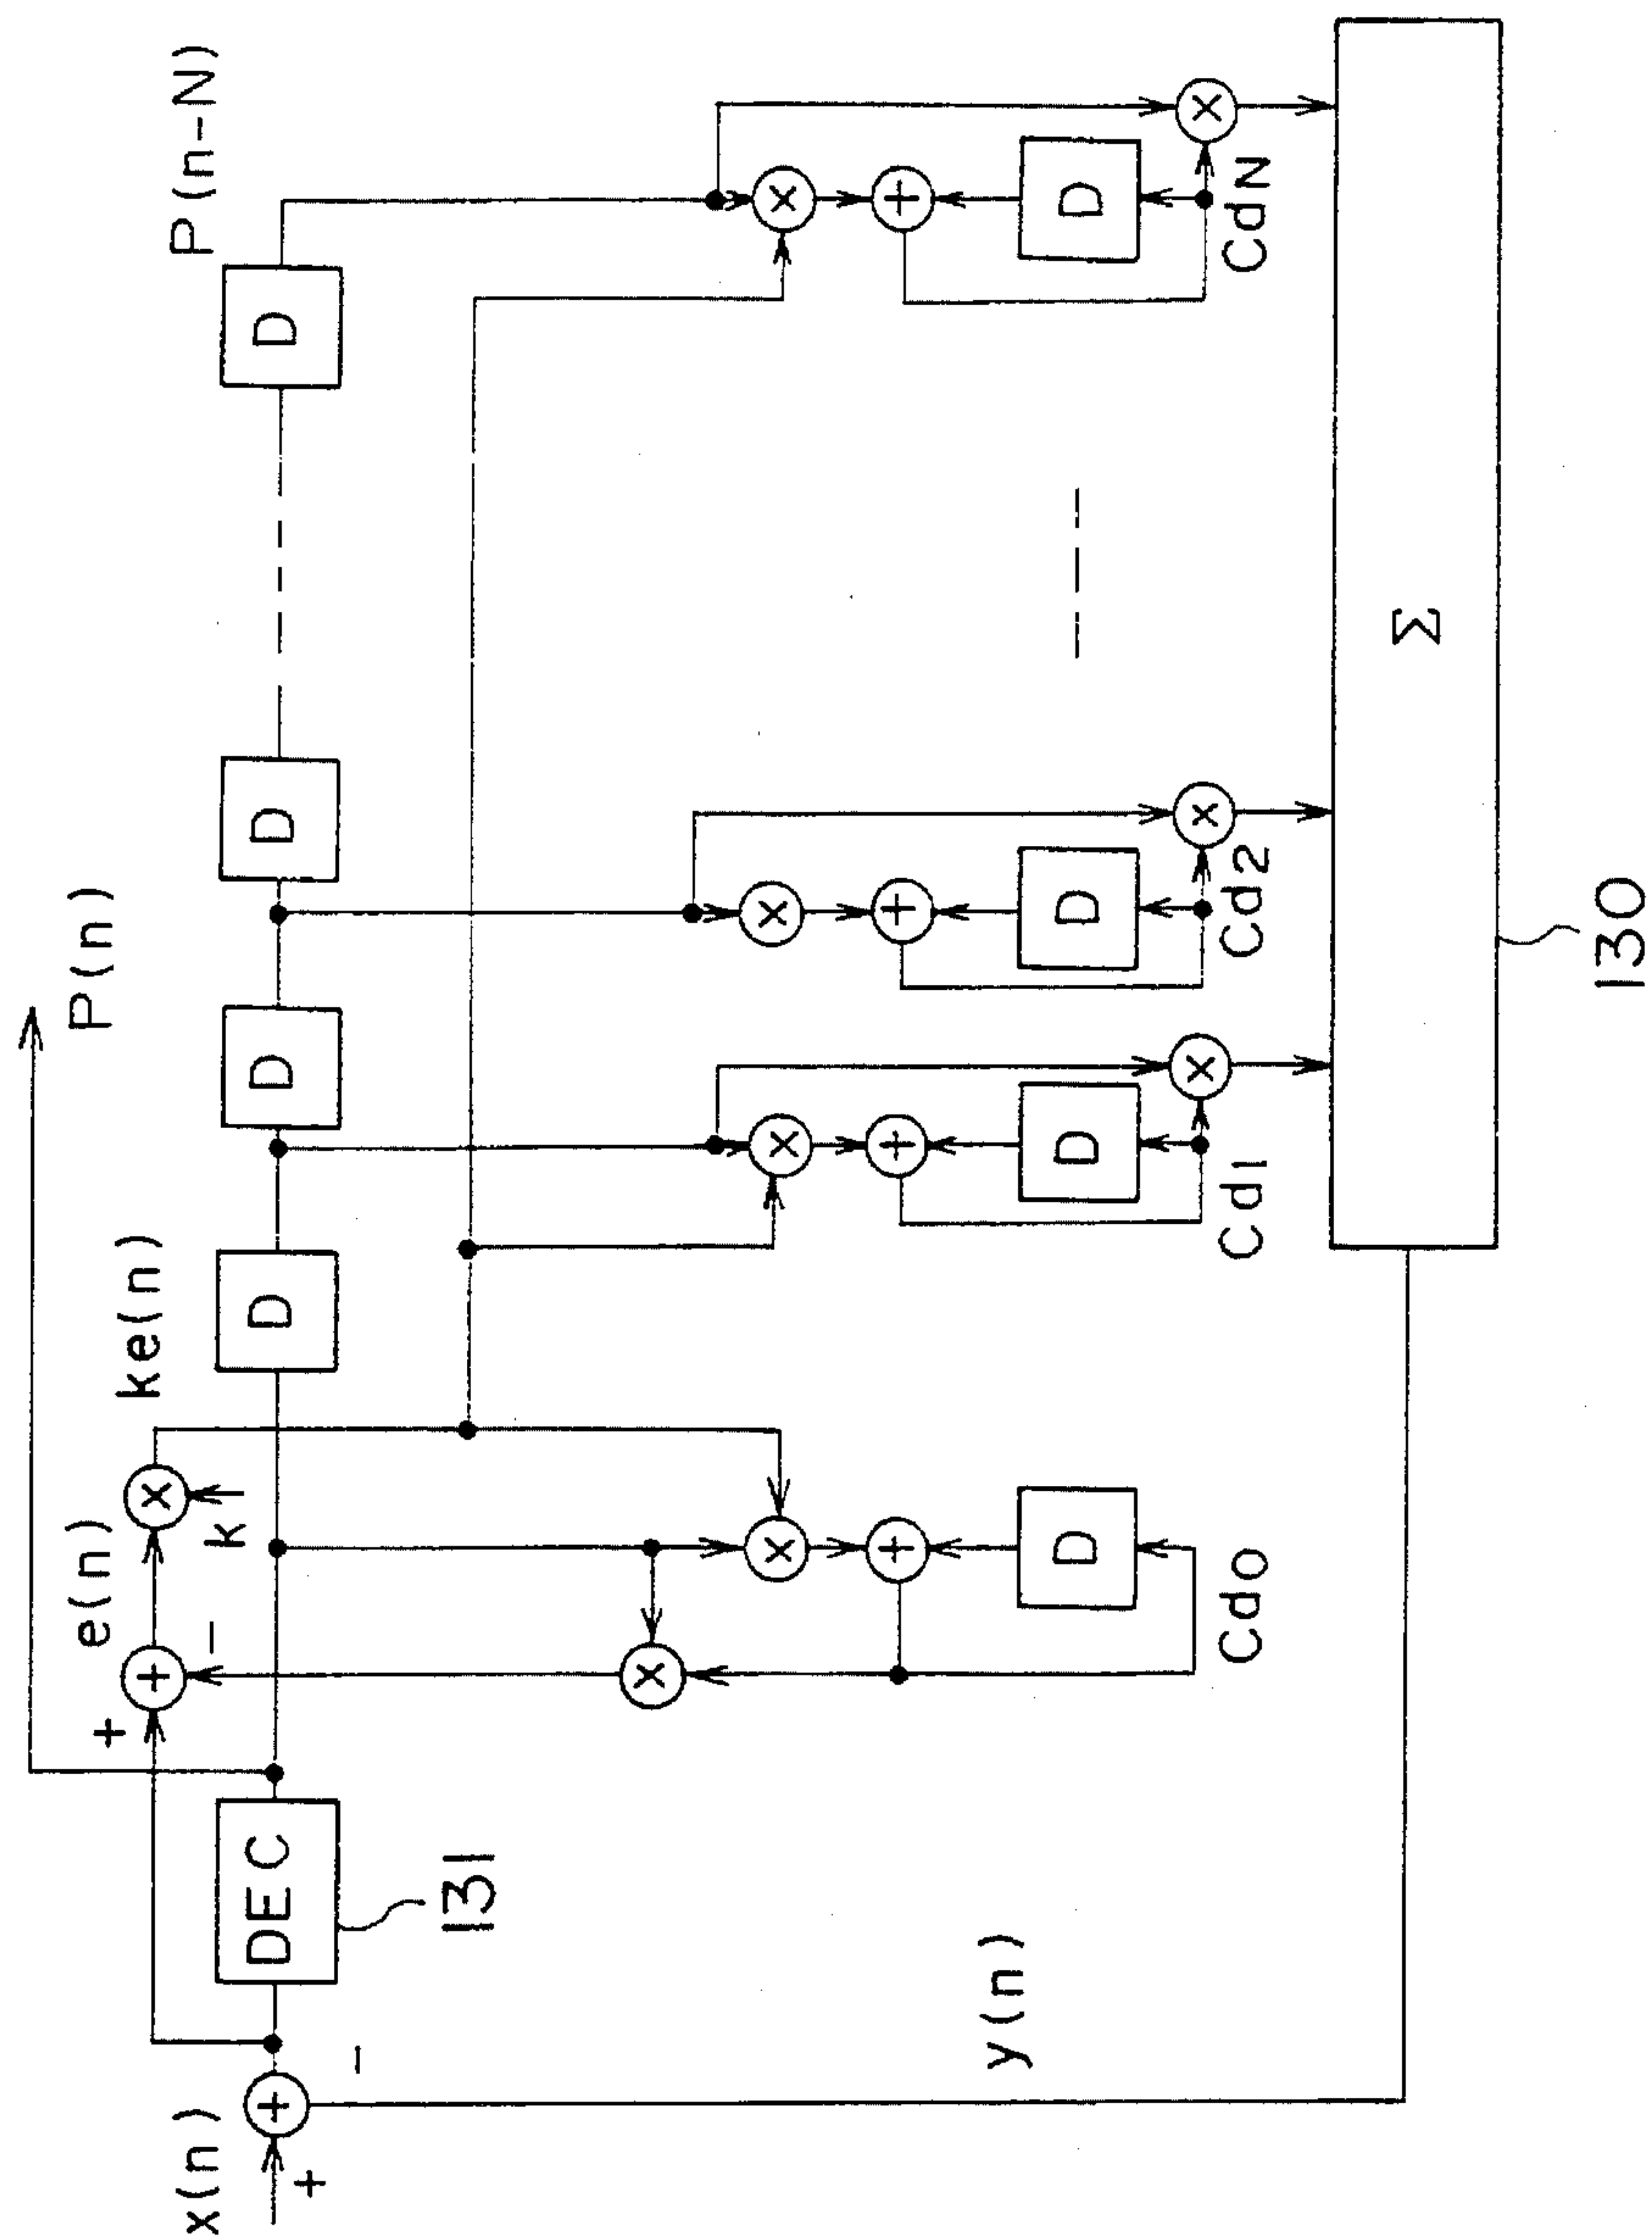 x(n)
+
+
-
DEC
131
P(n)
+
-
+
e(n)
×
k
ke(n)
D
D
D
D
P(n-N)
×
×
+
D
Cd0
×
+
D
Cd1
×
×
+
D
Cd2
×
×
+
D
CdN
×
y(n)
Σ
130